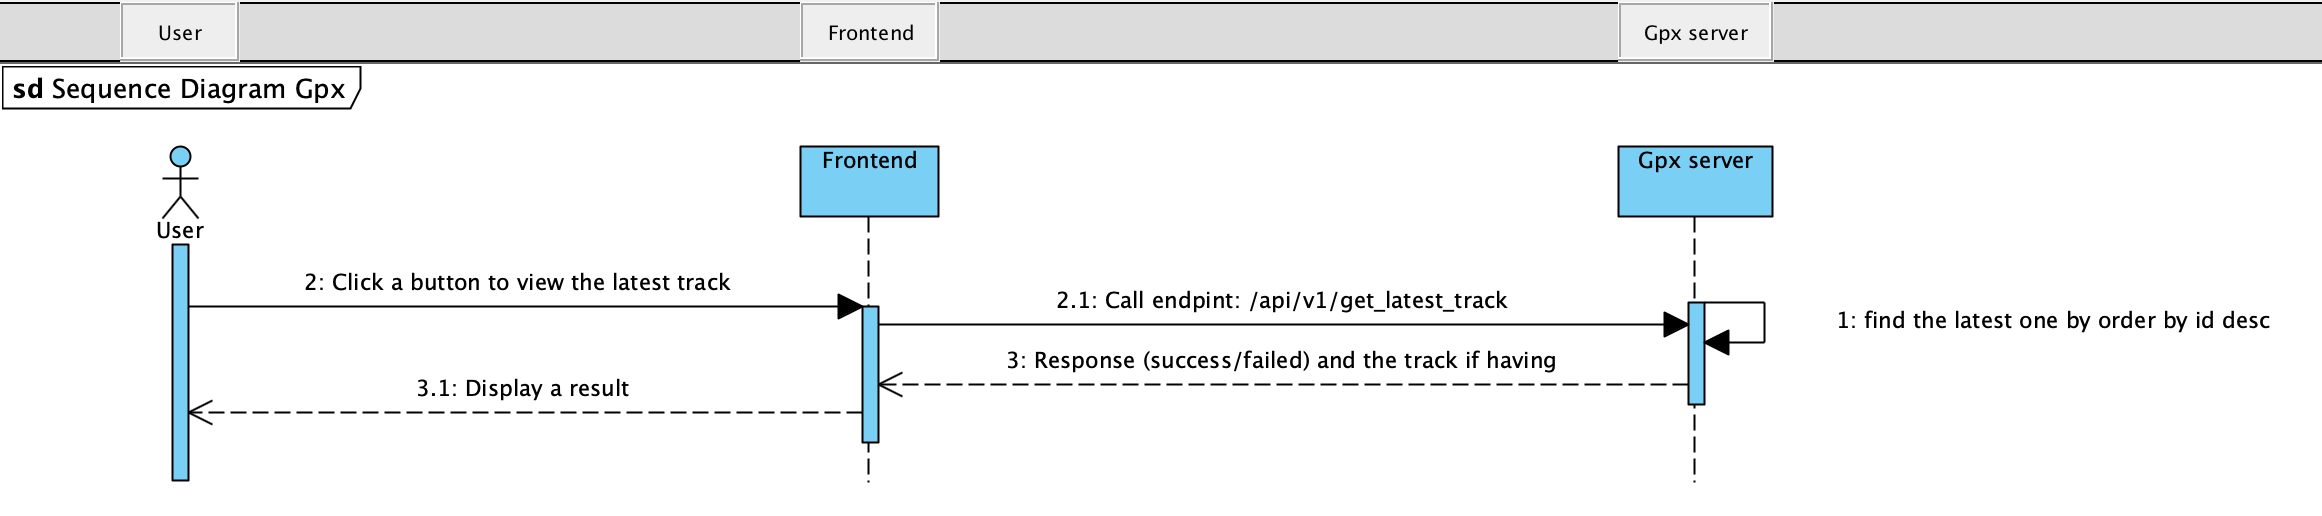 User
Frontend
Gpx server
sd Sequence Diagram Gpx
Frontend
Gpx server
User
2: Click a button to view the latest track
2.1: Call endpint: /api/v1/get_latest_track
1: find the latest one by order by id desc
3: Response (success/failed) and the track if having
3.1: Display a result